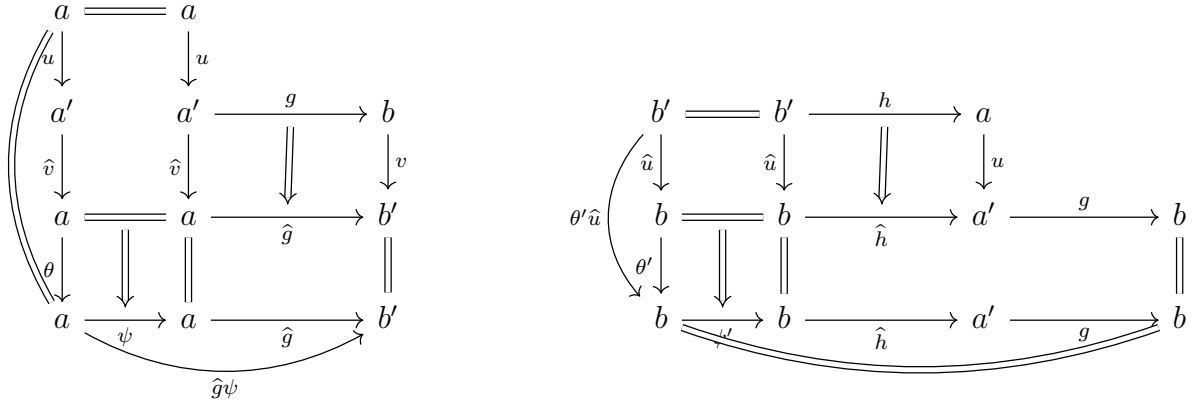 a a
u u
a′ a′ g b b′ b′ h a
v̂ v̂ v û û u
a a ĝ b′ θ′û b b ĥ a′ g b
θ θ′
a ψ a ĝ b′ b ψ′ b ĥ a′ g b
ĝψ